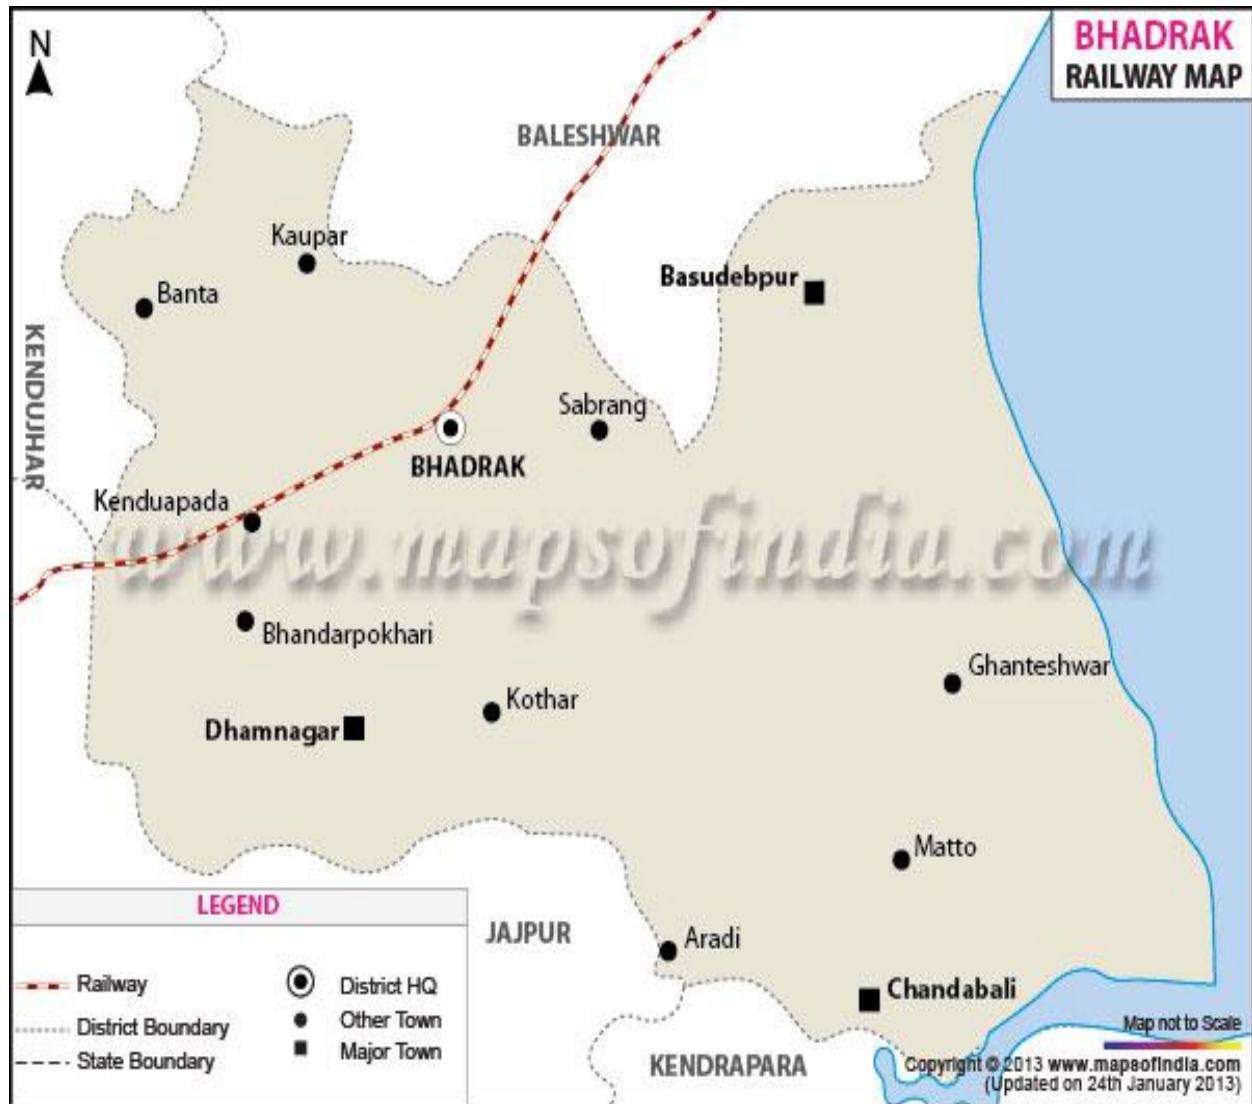 N
BHADRAK
RAILWAY MAP
BALESHWAR
Kaupar
Basudebpur
Banta
KENDUJHAR
Sabrang
BHADRAK
Kenduapada
www.mapsofindia.com
Bhandarpokhari
Ghanteshwar
Kothar
Dhamnagar
Matto
LEGEND
JAJPUR
Aradi
Railway
District HQ
Chandabali
District Boundary
Other Town
Map not to Scale
State Boundary
Major Town
KENDRAPARA
Copyright © 2013 www.mapsofindia.com
(Updated on 24th January 2013)